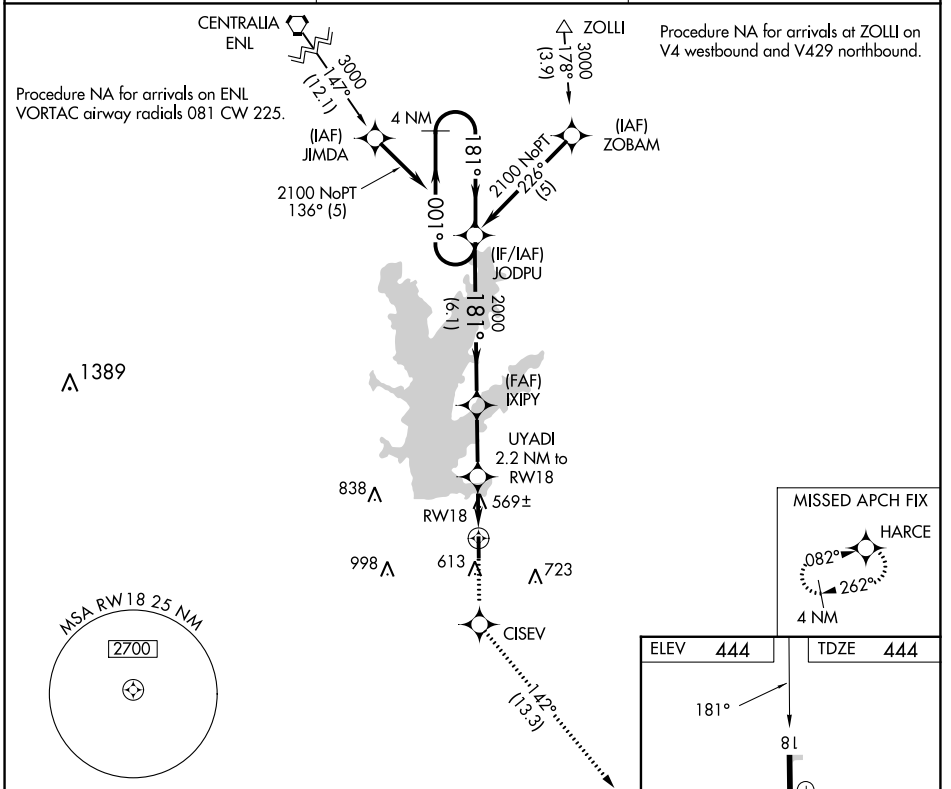 CENTRALIA
ENL
3000
147°
(12.1)
ZOLLI
3000
178°
(3.9)
Procedure NA for arrivals at ZOLLI on
V4 westbound and V429 northbound.
Procedure NA for arrivals on ENL
VORTAC airway radials 081 CW 225.
4 NM
(IAF)
JIMDA
(IAF)
ZOBAM
181°
001°
2100 NoPT
136° (5)
2100 NoPT
226°
(5)
(IF/IAF)
JODPU
2000
181°
(6.1)
1389
(FAF)
IXIPY
UYADI
2.2 NM to
RW18
838
569±
RW18
998
613
723
CISEV
142°
(13.3)
MISSED APCH FIX
HARCE
082°
262°
4 NM
MSA RW18 25 NM
2700
ELEV 444
TDZE 444
181°
18